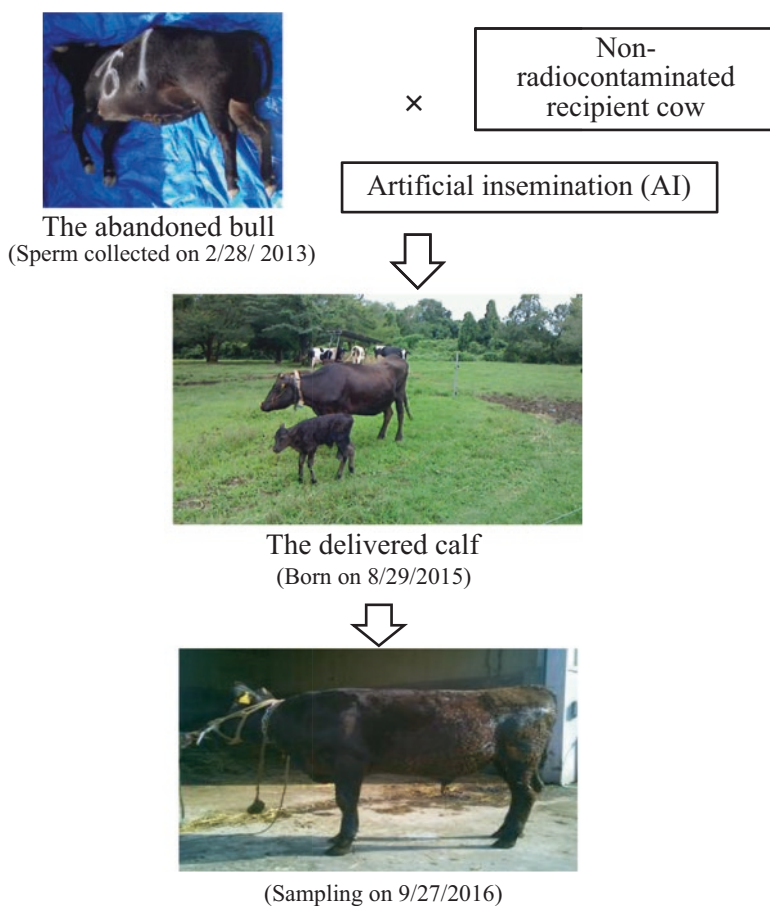 61
×
Non-
radiocontaminated
recipient cow
Artificial insemination (AI)
The abandoned bull
(Sperm collected on 2/28/ 2013)
The delivered calf
(Born on 8/29/2015)
(Sampling on 9/27/2016)